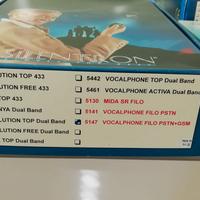 LUTION TOP 433
LUTION FREE 433
TOP 433
NYA Dual Band
LUTION TOP Dual Band
LUTION FREE Dual Band
TOP Dual Band
5442 VOCALPHONE TOP Dual Band
5461 VOCALPHONE ACTIVA Dual Band
5130 MIDA SR FILO
5141 VOCALPHONE FILO PSTN
5147 VOCALPHONE FILO PSTN+GSM